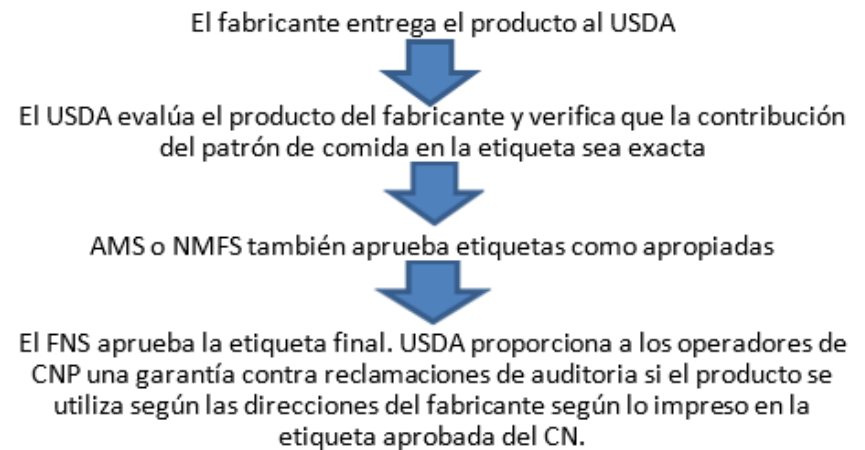 El fabricante entrega el producto al USDA
El USDA evalúa el producto del fabricante y verifica que la contribución
del patrón de comida en la etiqueta sea exacta
AMS o NMFS también aprueba etiquetas como apropiadas
El FNS aprueba la etiqueta final. USDA proporciona a los operadores de
CNP una garantía contra reclamaciones de auditoria si el producto se
utiliza según las direcciones del fabricante según lo impreso en la
etiqueta aprobada del CN.